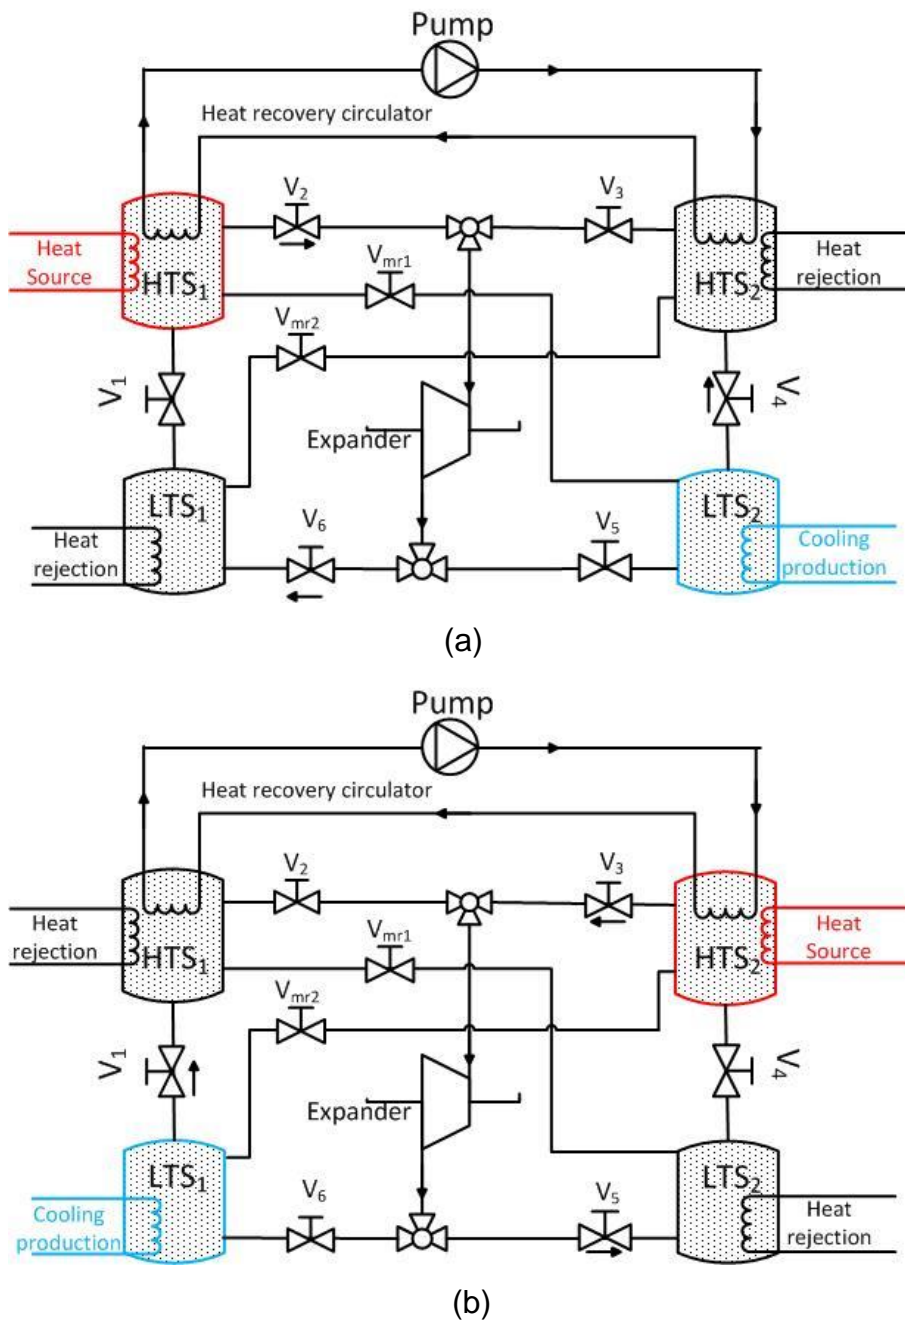 Pump
Heat recovery circulator
V2
V3
Heat
Source
HTS1
Vmr1
HTS2
Heat
rejection
Vmr2
V1
V4
Expander
LTS1
LTS2
Heat
rejection
V6
V5
Cooling
production
(a)
Pump
Heat recovery circulator
V2
V3
Heat
rejection
HTS1
Vmr1
HTS2
Heat
Source
Vmr2
V1
V4
Expander
LTS1
LTS2
Cooling
production
V6
V5
Heat
rejection
(b)